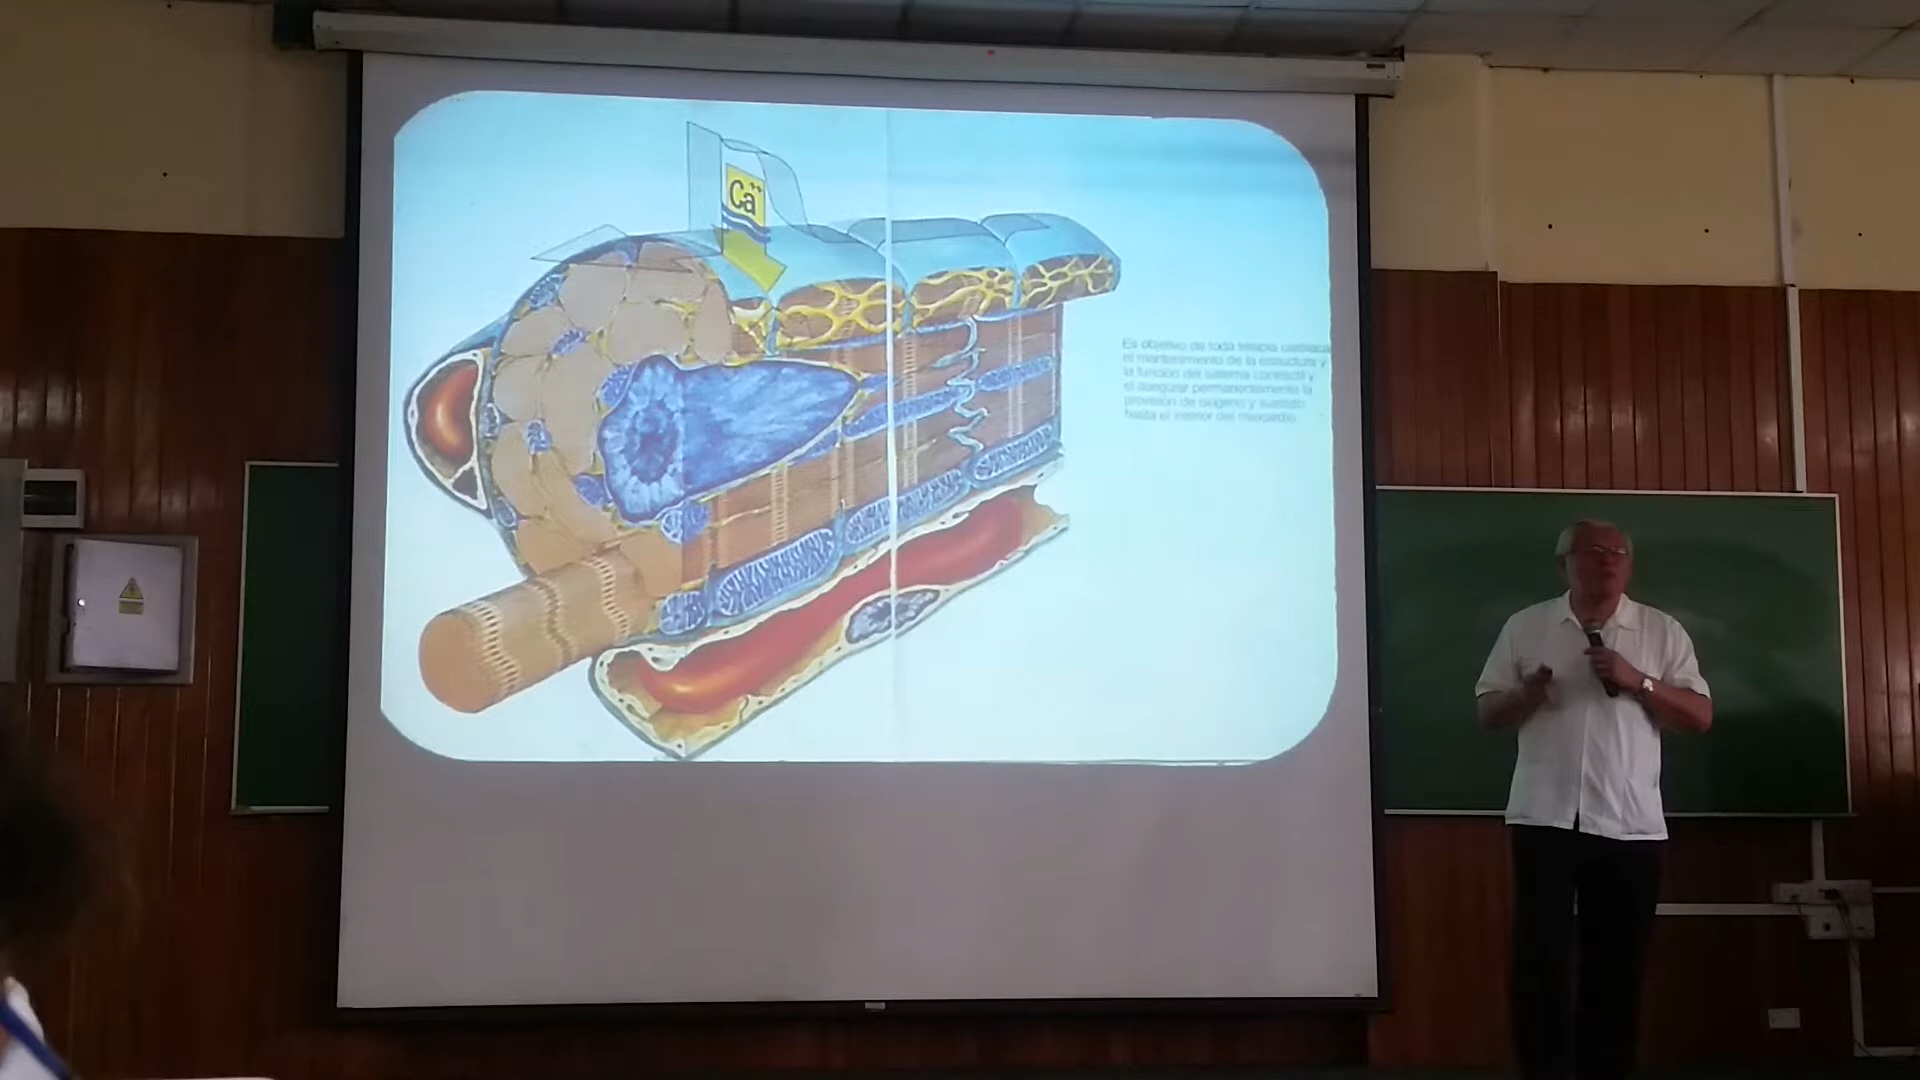 Ca++
Es objetivo de toda terapia cardíaca
el mantenimiento de la estructura y
la función del sistema contráctil y
el asegurar permanentemente la
provisión de oxígeno y sustrato
hasta el interior del miocardio